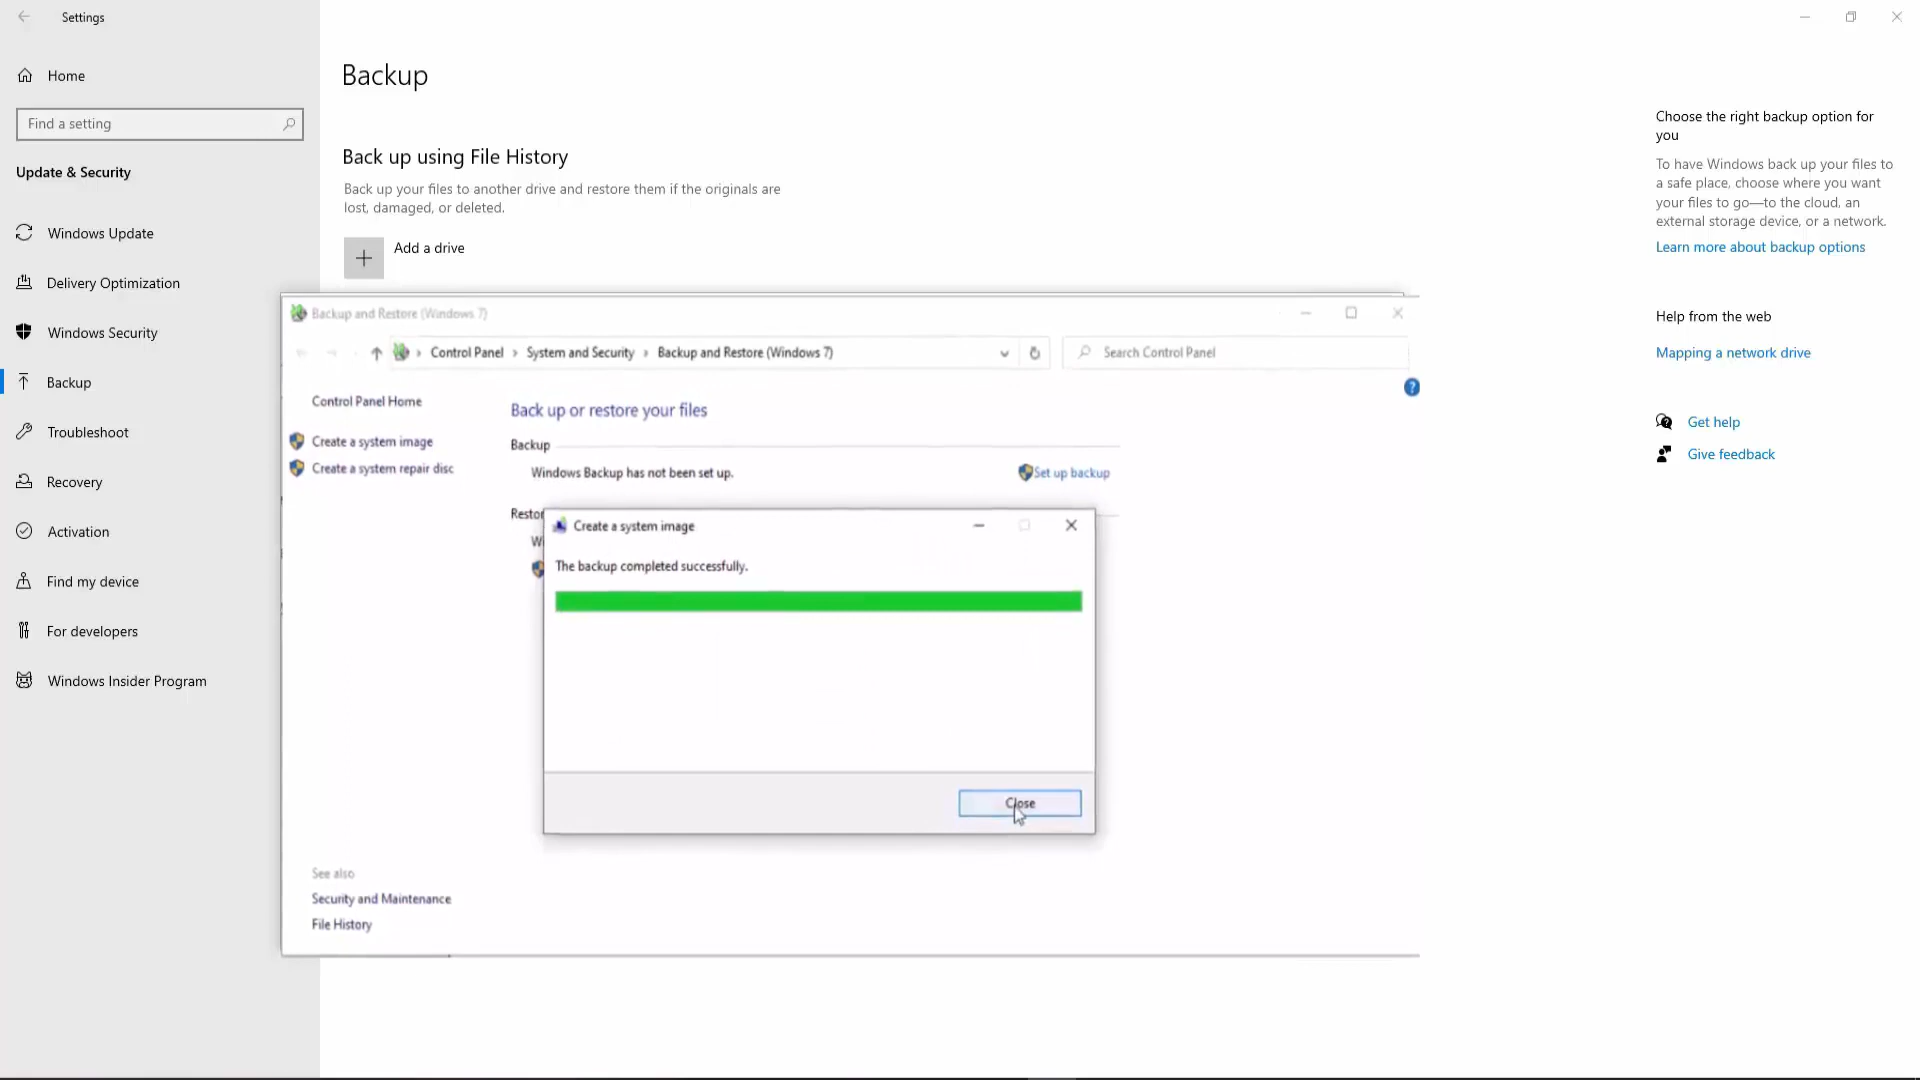 Settings
Home
Find a setting
Update & Security
Windows Update
Delivery Optimization
Windows Security
Backup
Troubleshoot
Recovery
Activation
Find my device
For developers
Windows Insider Program
Backup
Back up using File History
Back up your files to another drive and restore them if the originals are
lost, damaged, or deleted.
Add a drive
Backup and Restore (Windows 7)
Control Panel › System and Security › Backup and Restore (Windows 7)
Search Control Panel
Control Panel Home
Create a system image
Create a system repair disc
Back up or restore your files
Backup
Windows Backup has not been set up.
Set up backup
Restor
W
Create a system image
The backup completed successfully.
Close
See also
Security and Maintenance
File History
Choose the right backup option for
you
To have Windows back up your files to
a safe place, choose where you want
your files to go—to the cloud, an
external storage device, or a network.
Learn more about backup options
Help from the web
Mapping a network drive
Get help
Give feedback